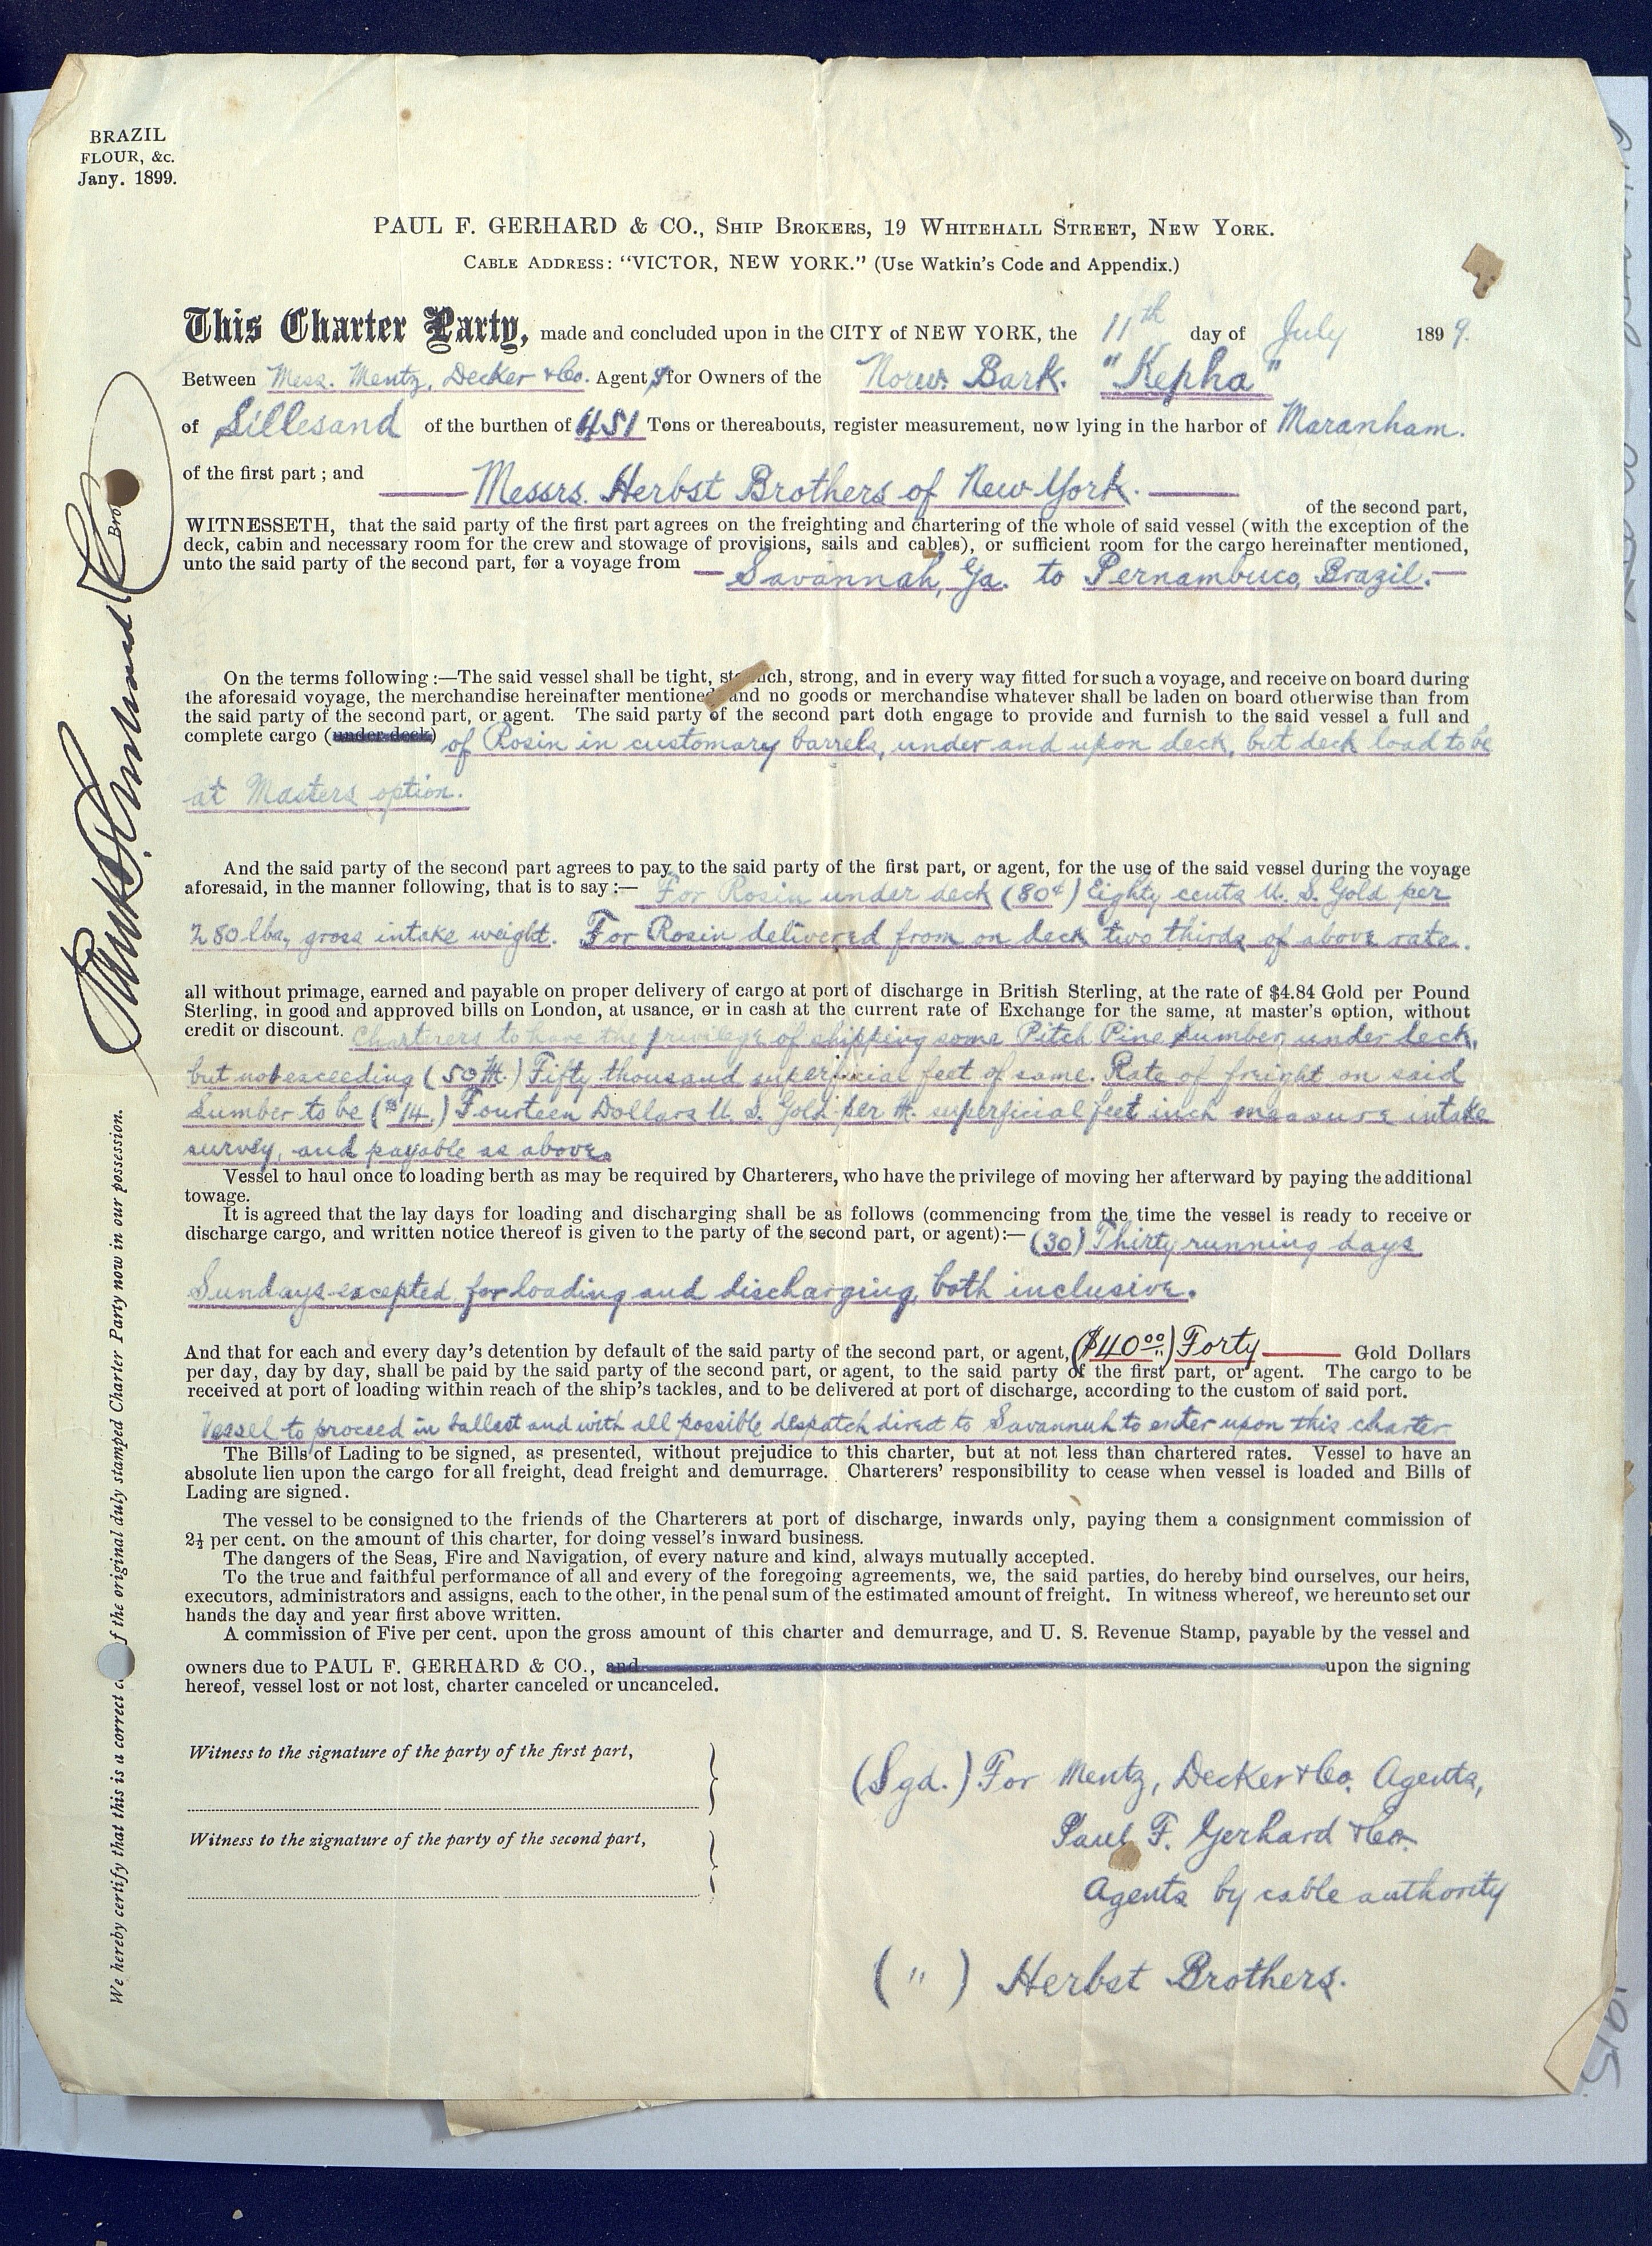 BRAZIL
FLOUR, &c.
Jany. 1899.
PAUL F. GERHARD & CO., SHIP BROKERS, 19 WHITEHALL STREET, NEW YORK.
CABLE ADDRESS: "VICTOR, NEW YORK." (Use Watkin's Code and Appendix.)
This Charter Party, made and concluded upon in the CITY of NEW YORK, the 11th day of July 1899.
Between Mess. Mentz, Decker & Co. Agents for Owners of the Norw. Bark. "Kepha"
of Lillesand of the burthen of 451 Tons or thereabouts, register measurement, now lying in the harbor of Maranham.
of the first part; and Messrs. Herbst Brothers of New York.
of the second part,
WITNESSETH, that the said party of the first part agrees on the freighting and chartering of the whole of said vessel (with the exception of the
deck, cabin and necessary room for the crew and stowage of provisions, sails and cables), or sufficient room for the cargo hereinafter mentioned,
unto the said party of the second part, for a voyage from Savannah, Ga. to Pernambuco, Brazil.
On the terms following:—The said vessel shall be tight, staunch, strong, and in every way fitted for such a voyage, and receive on board during
the aforesaid voyage, the merchandise hereinafter mentioned and no goods or merchandise whatever shall be laden on board otherwise than from
the said party of the second part, or agent. The said party of the second part doth engage to provide and furnish to the said vessel a full and
complete cargo (under deck) of Rosin in customary barrels, under and upon deck, but deck load to be
at Masters option.
And the said party of the second part agrees to pay to the said party of the first part, or agent, for the use of the said vessel during the voyage
aforesaid, in the manner following, that is to say:— For Rosin under deck (80¢) Eighty cents U. S. Gold per
280 lbs, gross intake weight. For Rosin delivered from on deck two thirds of above rate.
all without primage, earned and payable on proper delivery of cargo at port of discharge in British Sterling, at the rate of $4.84 Gold per Pound
Sterling, in good and approved bills on London, at usance, or in cash at the current rate of Exchange for the same, at master's option, without
credit or discount. Charterers to have the privilege of shipping some Pitch Pine Lumber, under deck,
but not exceeding (50 M.) Fifty thousand superficial feet of same. Rate of freight on said
Lumber to be ($14.) Fourteen Dollars U. S. Gold per M. superficial feet inch measure intake
survey, and payable as above.
Vessel to haul once to loading berth as may be required by Charterers, who have the privilege of moving her afterward by paying the additional
towage.
It is agreed that the lay days for loading and discharging shall be as follows (commencing from the time the vessel is ready to receive or
discharge cargo, and written notice thereof is given to the party of the second part, or agent):— (30) Thirty running days
Sundays excepted for loading and discharging, both inclusive.
And that for each and every day's detention by default of the said party of the second part, or agent, ($40.00) Forty Gold Dollars
per day, day by day, shall be paid by the said party of the second part, or agent, to the said party of the first part, or agent. The cargo to be
received at port of loading within reach of the ship's tackles, and to be delivered at port of discharge, according to the custom of said port.
Vessel to proceed in ballast and with all possible despatch direct to Savannah to enter upon this charter
The Bills of Lading to be signed, as presented, without prejudice to this charter, but at not less than chartered rates. Vessel to have an
absolute lien upon the cargo for all freight, dead freight and demurrage. Charterers' responsibility to cease when vessel is loaded and Bills of
Lading are signed.
The vessel to be consigned to the friends of the Charterers at port of discharge, inwards only, paying them a consignment commission of
2½ per cent. on the amount of this charter, for doing vessel's inward business.
The dangers of the Seas, Fire and Navigation, of every nature and kind, always mutually accepted.
To the true and faithful performance of all and every of the foregoing agreements, we, the said parties, do hereby bind ourselves, our heirs,
executors, administrators and assigns, each to the other, in the penal sum of the estimated amount of freight. In witness whereof, we hereunto set our
hands the day and year first above written.
A commission of Five per cent. upon the gross amount of this charter and demurrage, and U. S. Revenue Stamp, payable by the vessel and
owners due to PAUL F. GERHARD & CO., and upon the signing
hereof, vessel lost or not lost, charter canceled or uncanceled.
Witness to the signature of the party of the first part,
Witness to the zignature of the party of the second part,
(Sgd.) For Mentz, Decker & Co. Agents,
Paul F. Gerhard & Co.
Agents by cable authority
( " ) Herbst Brothers.
We hereby certify that this is a correct c f the original duly stamped Charter Party now in our possession.
Paul F. Gerhard & Co
Bro
1915.